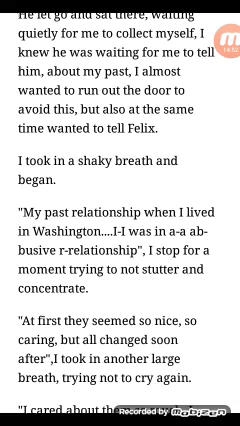 He let go and sat there, waiting
quietly for me to collect myself, I
knew he was waiting for me to tell
him, about my past, I almost
wanted to run out the door to
avoid this, but also at the same
time wanted to tell Felix.
I took in a shaky breath and
began.
"My past relationship when I lived
in Washington....I-I was in a-a ab-
busive r-relationship", I stop for a
moment trying to not stutter and
concentrate.
"At first they seemed so nice, so
caring, but all changed soon
after",I took in another large
breath, trying not to cry again.
"I cared about
Recorded by mobizen